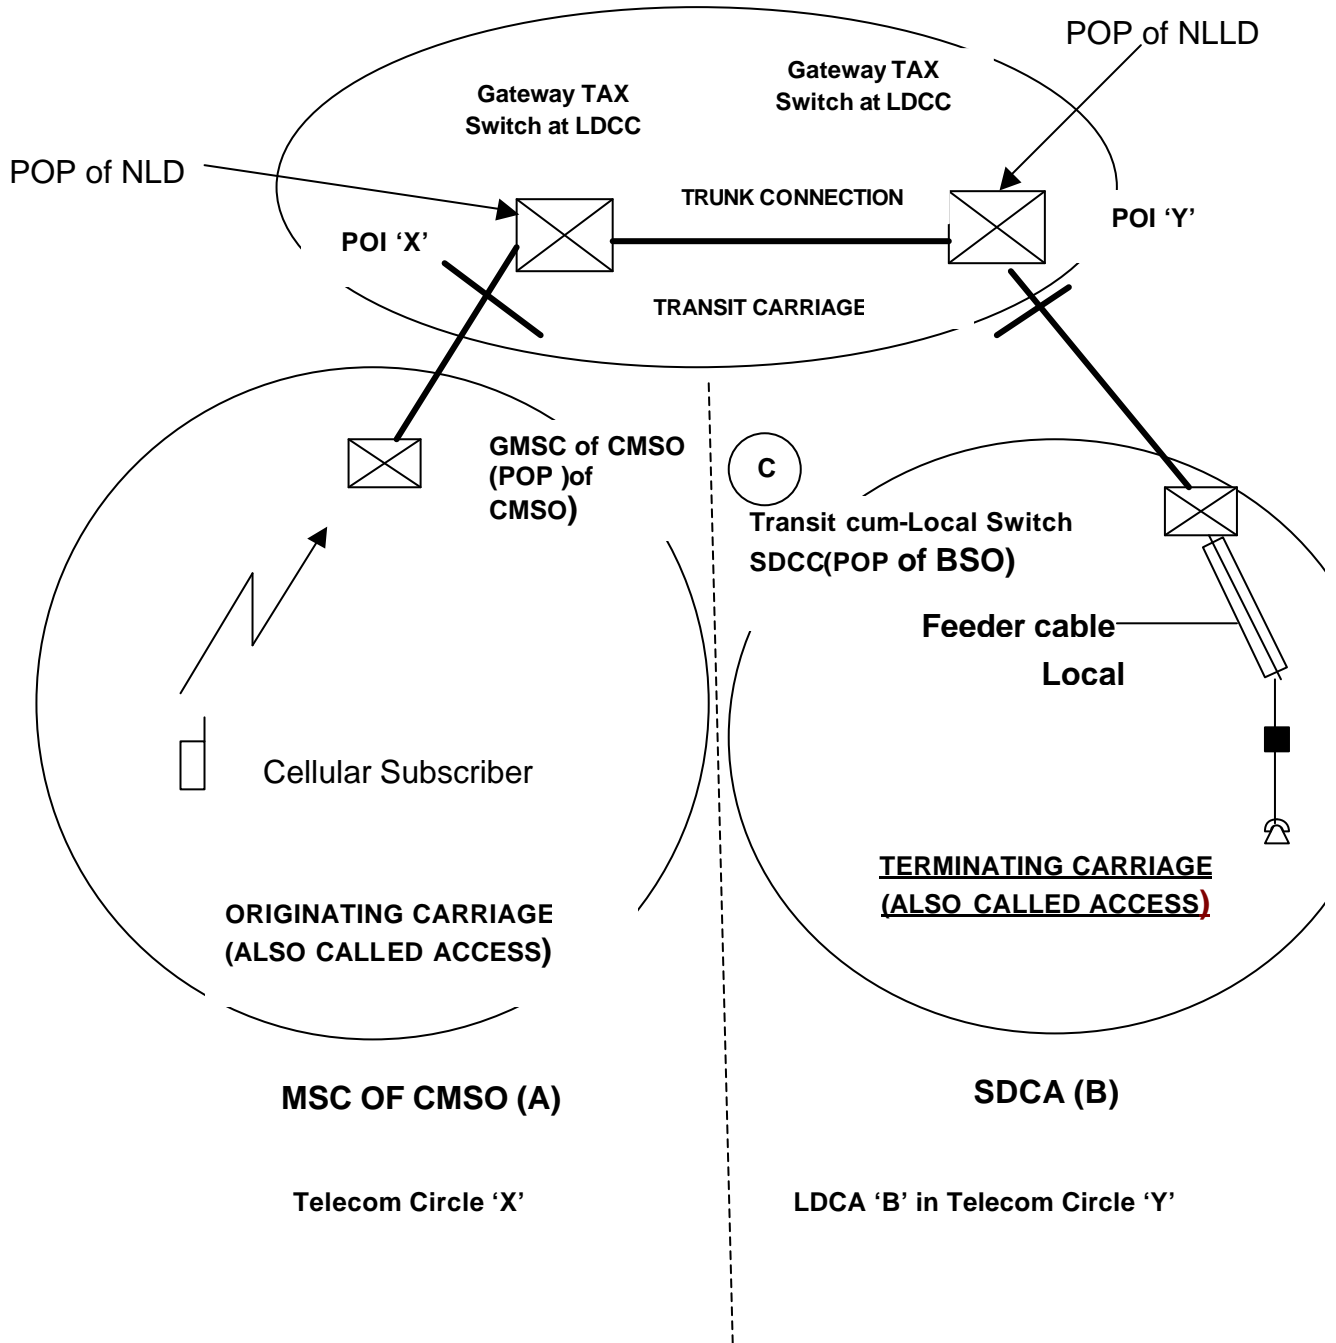 POP of NLLD
Gateway TAX
Switch at LDCC
Gateway TAX
Switch at LDCC
POP of NLD
TRUNK CONNECTION
POI ‘X’
POI ‘Y’
TRANSIT CARRIAGE
GMSC of CMSO
(POP )of
CMSO)
C
Transit cum-Local Switch
SDCC(POP of BSO)
Feeder cable
Local
Cellular Subscriber
ORIGINATING CARRIAGE
(ALSO CALLED ACCESS)
TERMINATING CARRIAGE
(ALSO CALLED ACCESS)
MSC OF CMSO (A)
SDCA (B)
Telecom Circle ‘X’
LDCA ‘B’ in Telecom Circle ‘Y’